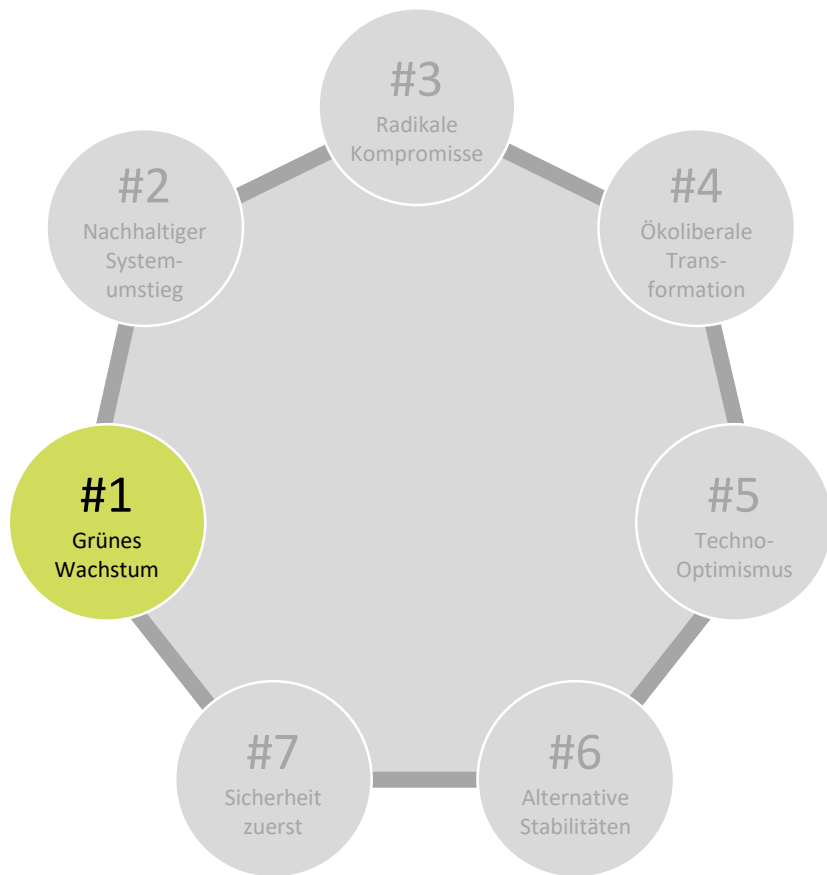 #3
Radikale
Kompromisse
#2
Nachhaltiger
System-
umstieg
#4
Ökoliberale
Trans-
formation
#1
Grünes
Wachstum
#5
Techno-
Optimismus
#7
Sicherheit
zuerst
#6
Alternative
Stabilitäten